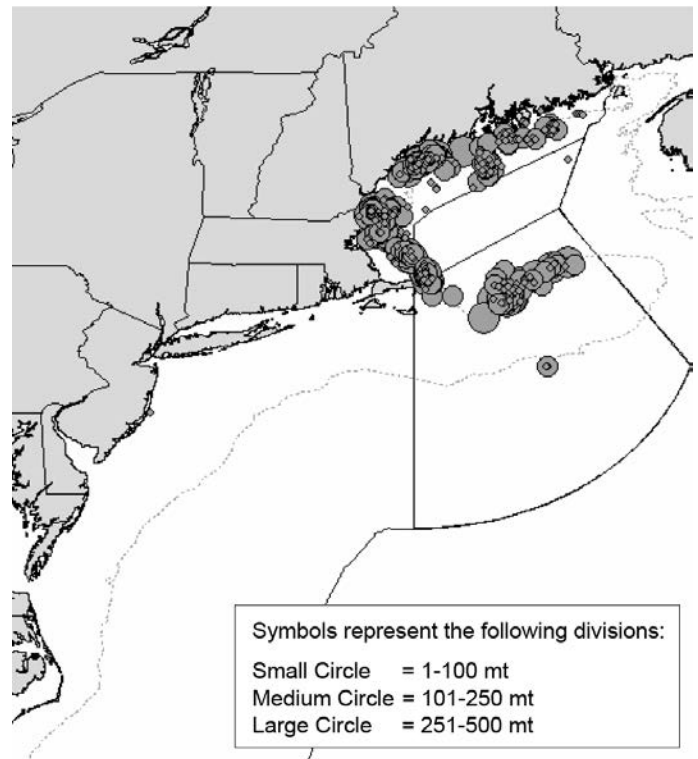 Symbols represent the following divisions:
Small Circle = 1-100 mt
Medium Circle = 101-250 mt
Large Circle = 251-500 mt